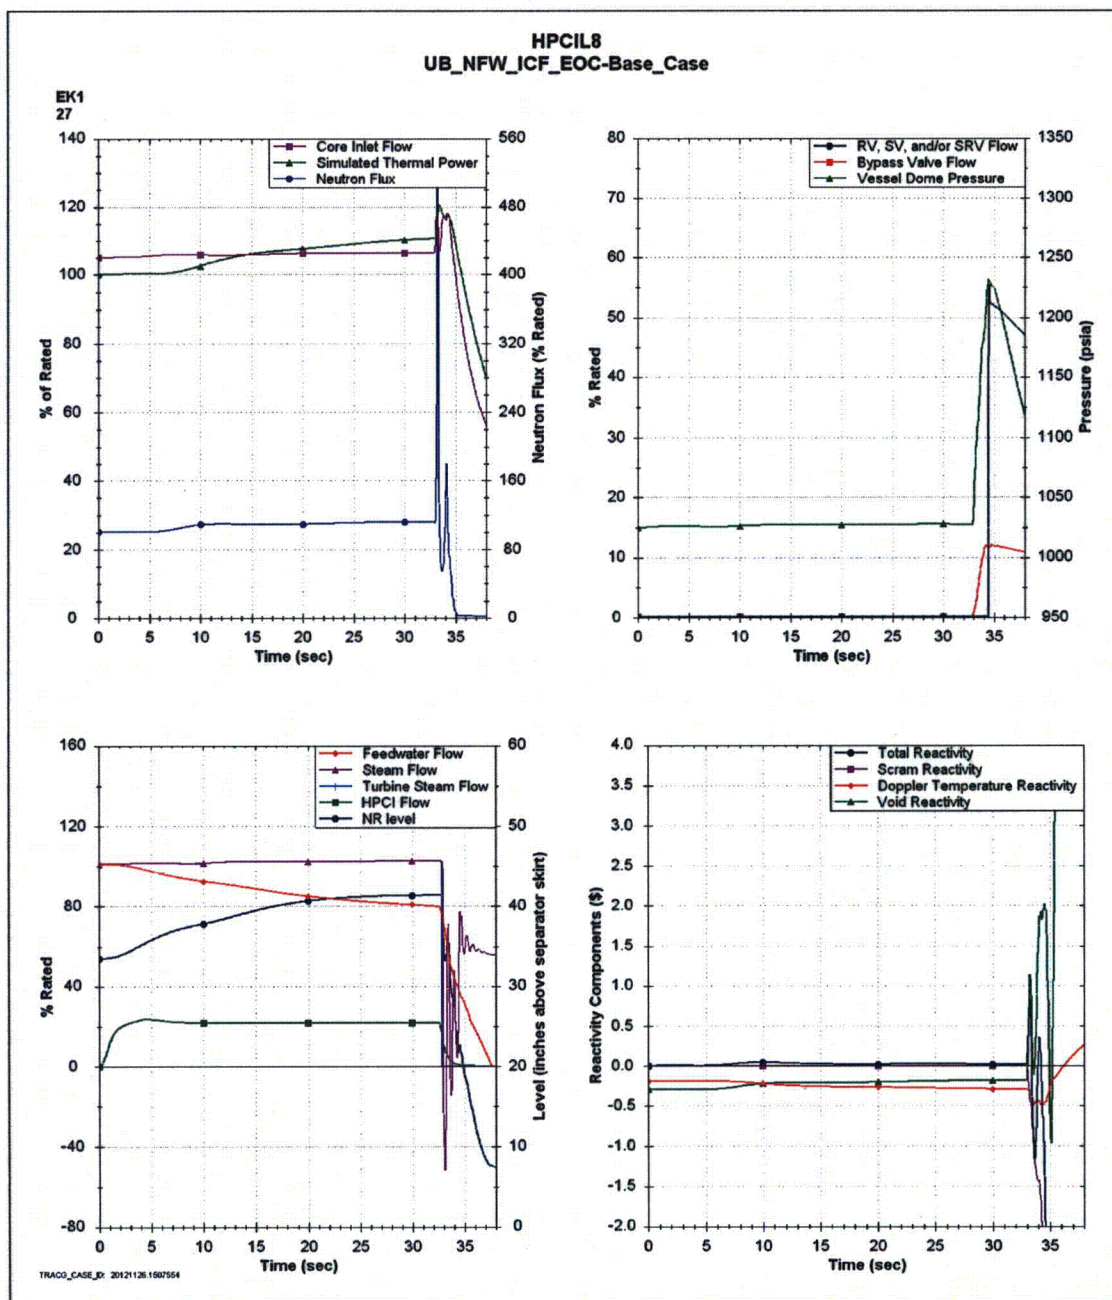 HPCIL8
UB_NFW_ICF_EOC-Base_Case
EK1
27
Core Inlet Flow
Simulated Thermal Power
Neutron Flux
140
120
100
80
60
40
20
0
% of Rated
560
480
400
320
240
160
80
0
Neutron Flux (% Rated)
0 5 10 15 20 25 30 35
Time (sec)
RV, SV, and/or SRV Flow
Bypass Valve Flow
Vessel Dome Pressure
80
70
60
50
40
30
20
10
0
% Rated
1350
1300
1250
1200
1150
1100
1050
1000
950
Pressure (psia)
0 5 10 15 20 25 30 35
Time (sec)
Feedwater Flow
Steam Flow
Turbine Steam Flow
HPCI Flow
NR level
160
120
80
40
0
-40
-80
% Rated
60
50
40
30
20
10
0
Level (inches above separator skirt)
0 5 10 15 20 25 30 35
Time (sec)
Total Reactivity
Scram Reactivity
Doppler Temperature Reactivity
Void Reactivity
4.0
3.5
3.0
2.5
2.0
1.5
1.0
0.5
0.0
-0.5
-1.0
-1.5
-2.0
Reactivity Components ($)
0 5 10 15 20 25 30 35
Time (sec)
TRACG_CASE_ID: 20121126.1507554